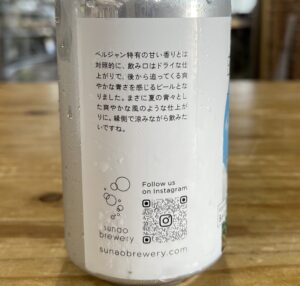 ベルジャン特有の甘い香りとは
対照的に、飲み口はドライな仕
上がりで、後から追ってくる爽
やかな青さを感じるビールとな
りました。まさに夏の青々とし
た爽やかな風のような仕上が
りに。縁側で涼みながら飲みた
いですね。
Follow us
on Instagram
sunao
brewery
sunaobrewery.com